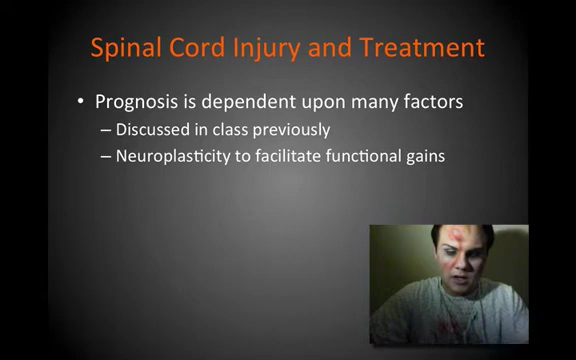 Spinal Cord Injury and Treatment
• Prognosis is dependent upon many factors
– Discussed in class previously
– Neuroplasticity to facilitate functional gains